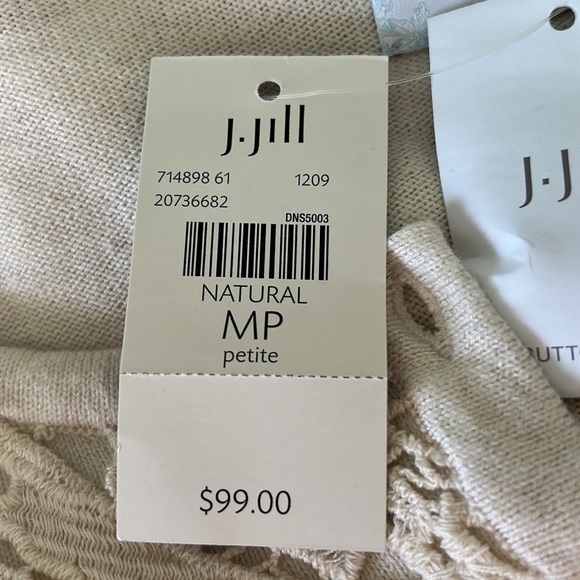 J.Jill
714898 61 1209
20736682
DNS5003
NATURAL
MP
petite
$99.00
J.J
BUTTO